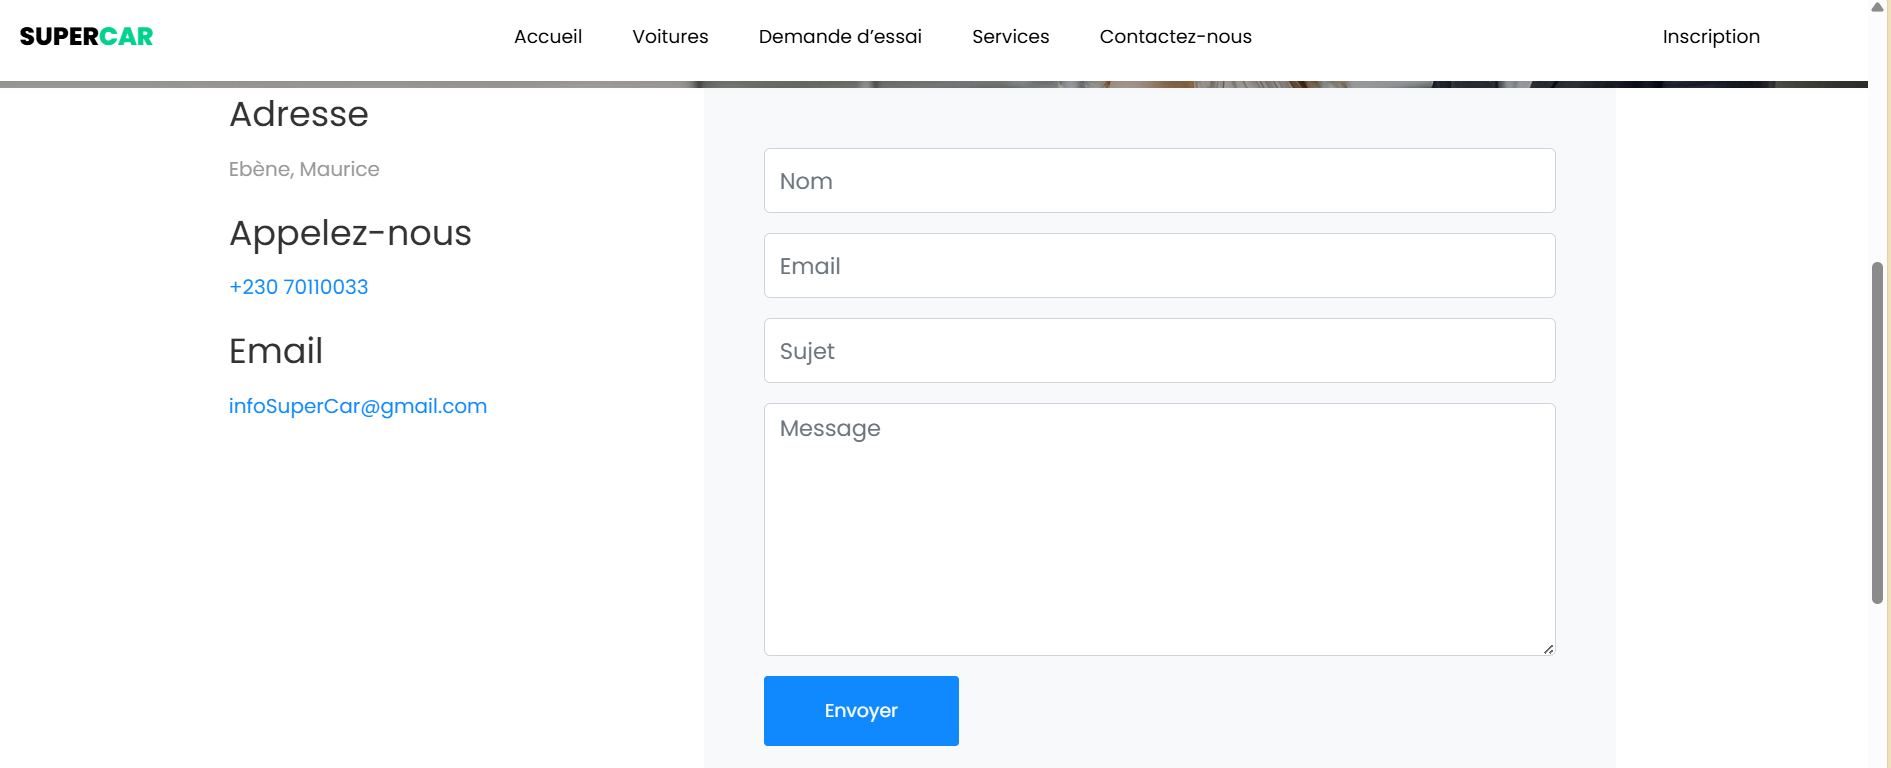 SUPERCAR
Accueil Voitures Demande d'essai Services Contactez-nous Inscription
Adresse
Ebène, Maurice
Appelez-nous
+230 70110033
Email
infoSuperCar@gmail.com
Nom
Email
Sujet
Message
Envoyer